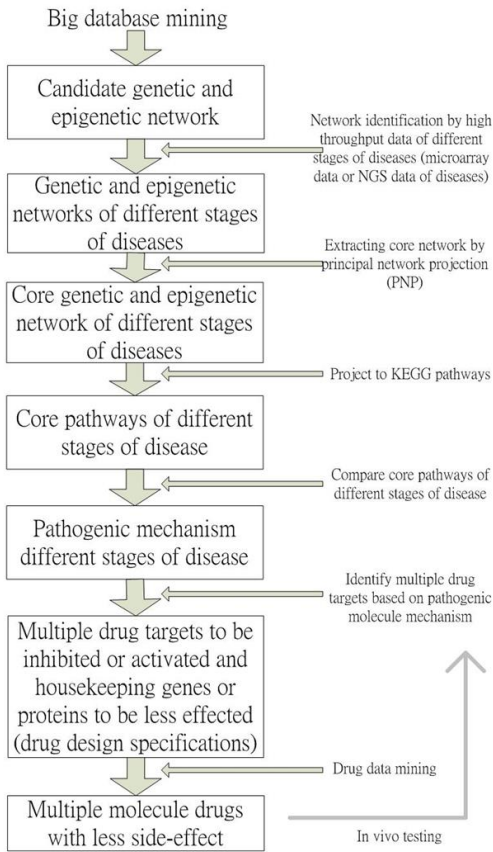 Big database mining
Candidate genetic and
epigenetic network
Network identification by high
throughput data of different
stages of diseases (microarray
data or NGS data of diseases)
Genetic and epigenetic
networks of different stages
of diseases
Extracting core network by
principal network projection
(PNP)
Core genetic and epigenetic
network of different stages
of diseases
Project to KEGG pathways
Core pathways of different
stages of disease
Compare core pathways of
different stages of disease
Pathogenic mechanism
different stages of disease
Identify multiple drug
targets based on pathogenic
molecule mechanism
Multiple drug targets to be
inhibited or activated and
housekeeping genes or
proteins to be less effected
(drug design specifications)
Drug data mining
Multiple molecule drugs
with less side-effect
In vivo testing